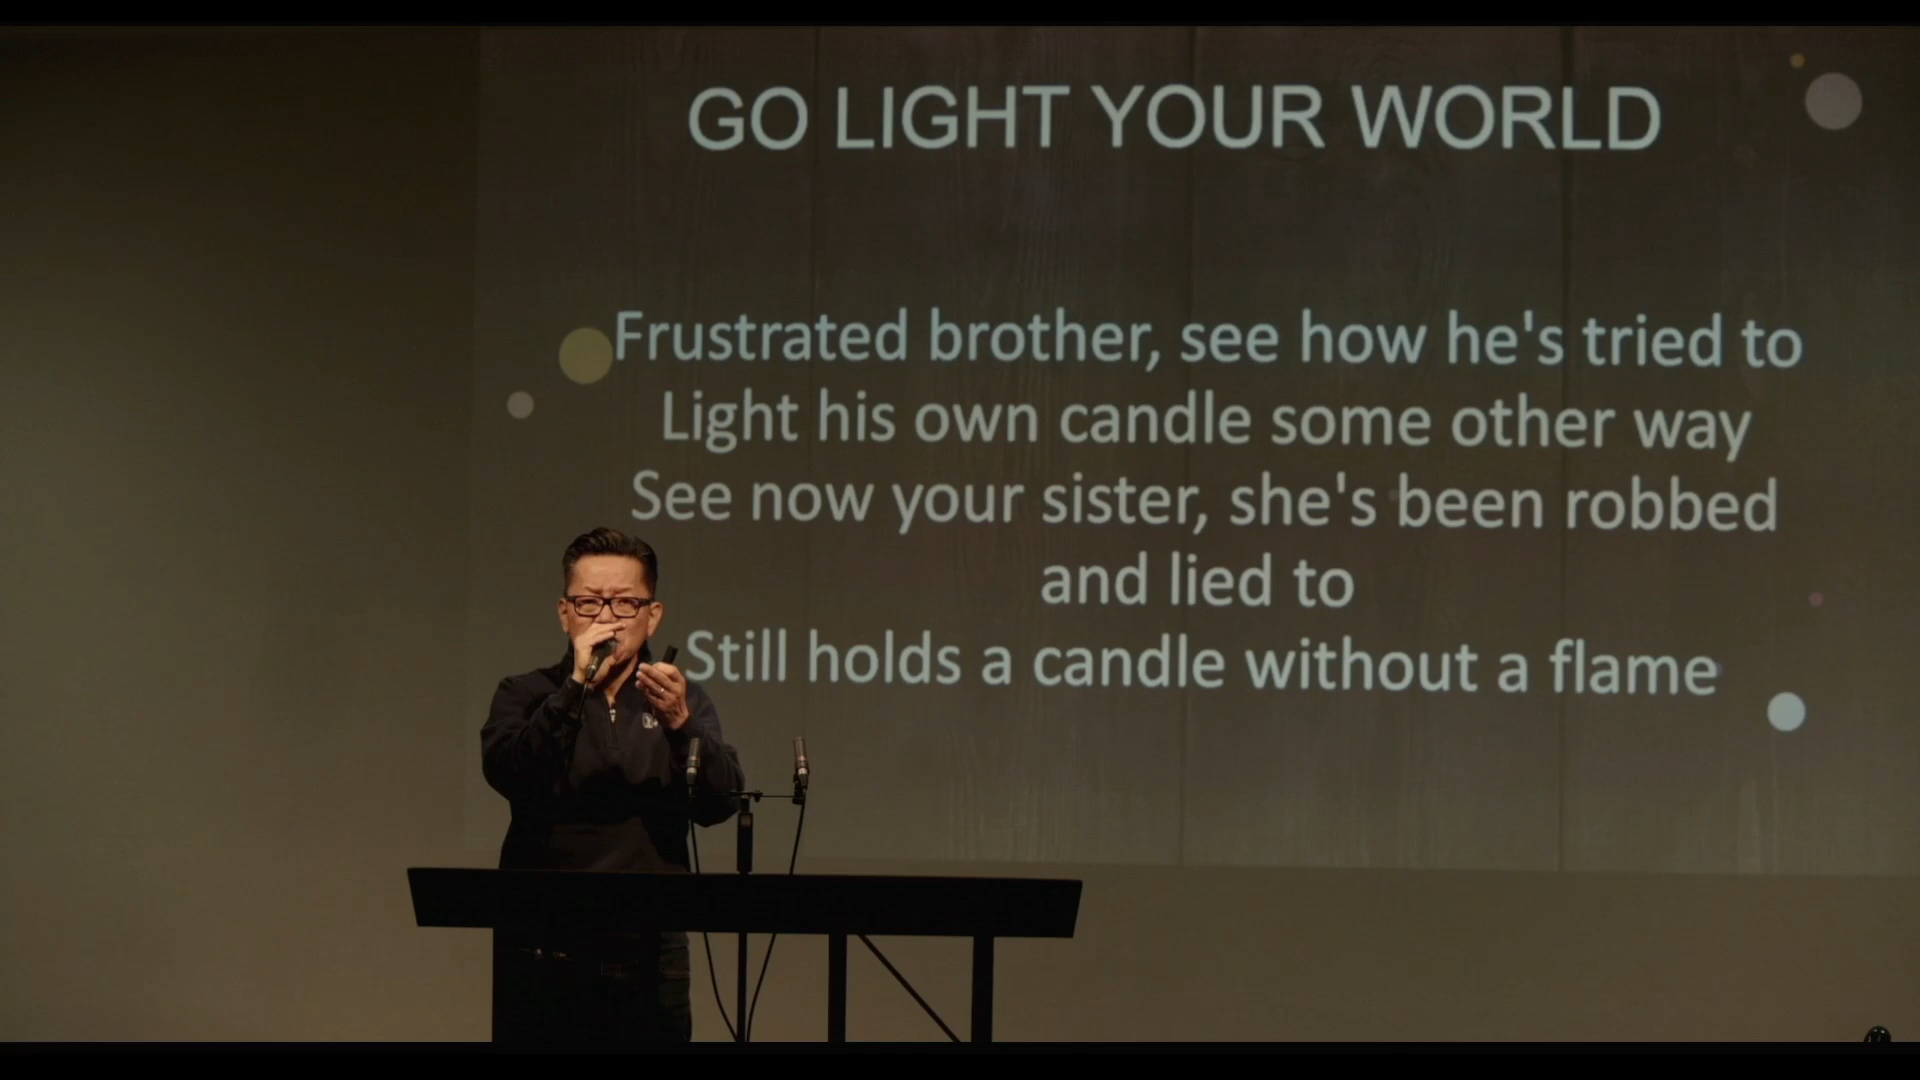 GO LIGHT YOUR WORLD
Frustrated brother, see how he's tried to
Light his own candle some other way
See now your sister, she's been robbed
and lied to
Still holds a candle without a flame